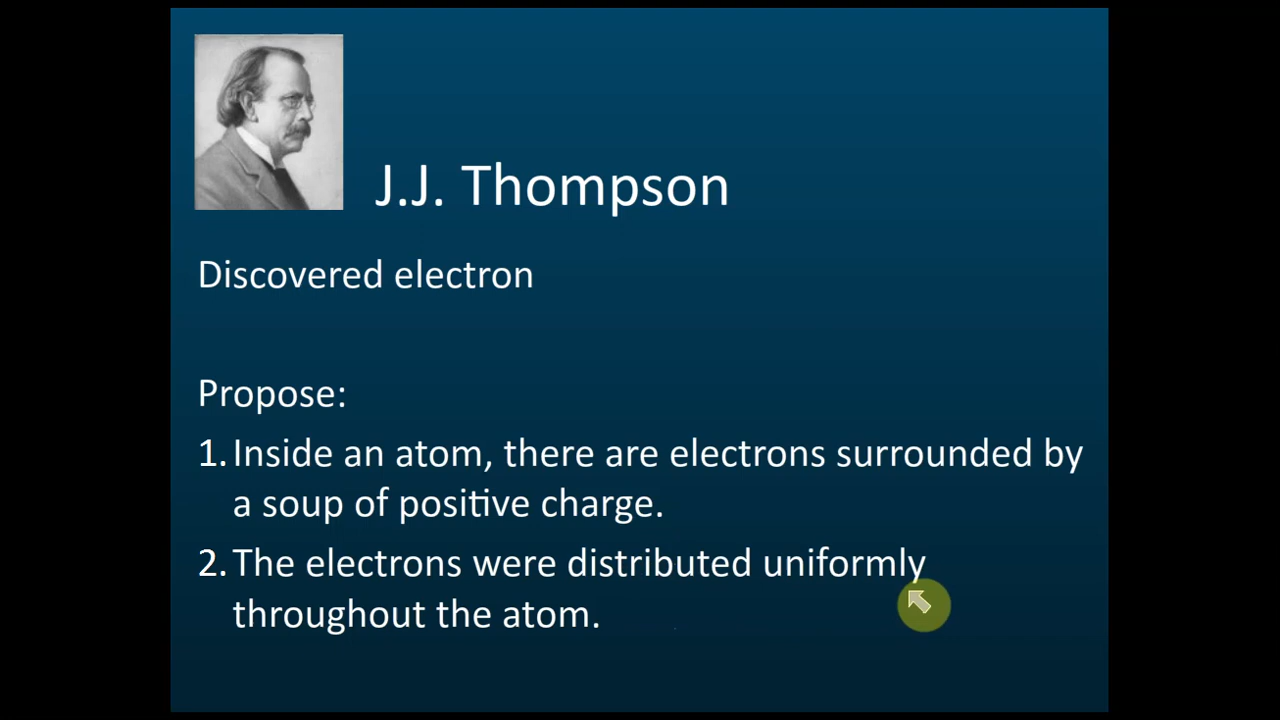 J.J. Thompson
Discovered electron
Propose:
1. Inside an atom, there are electrons surrounded by
a soup of positive charge.
2. The electrons were distributed uniformly
throughout the atom.